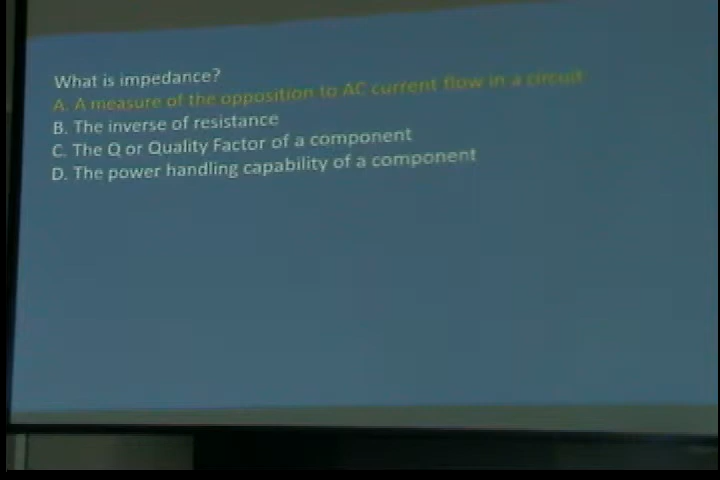 What is impedance?
A. A measure of the opposition to AC current flow in a circuit
B. The inverse of resistance
C. The Q or Quality Factor of a component
D. The power handling capability of a component